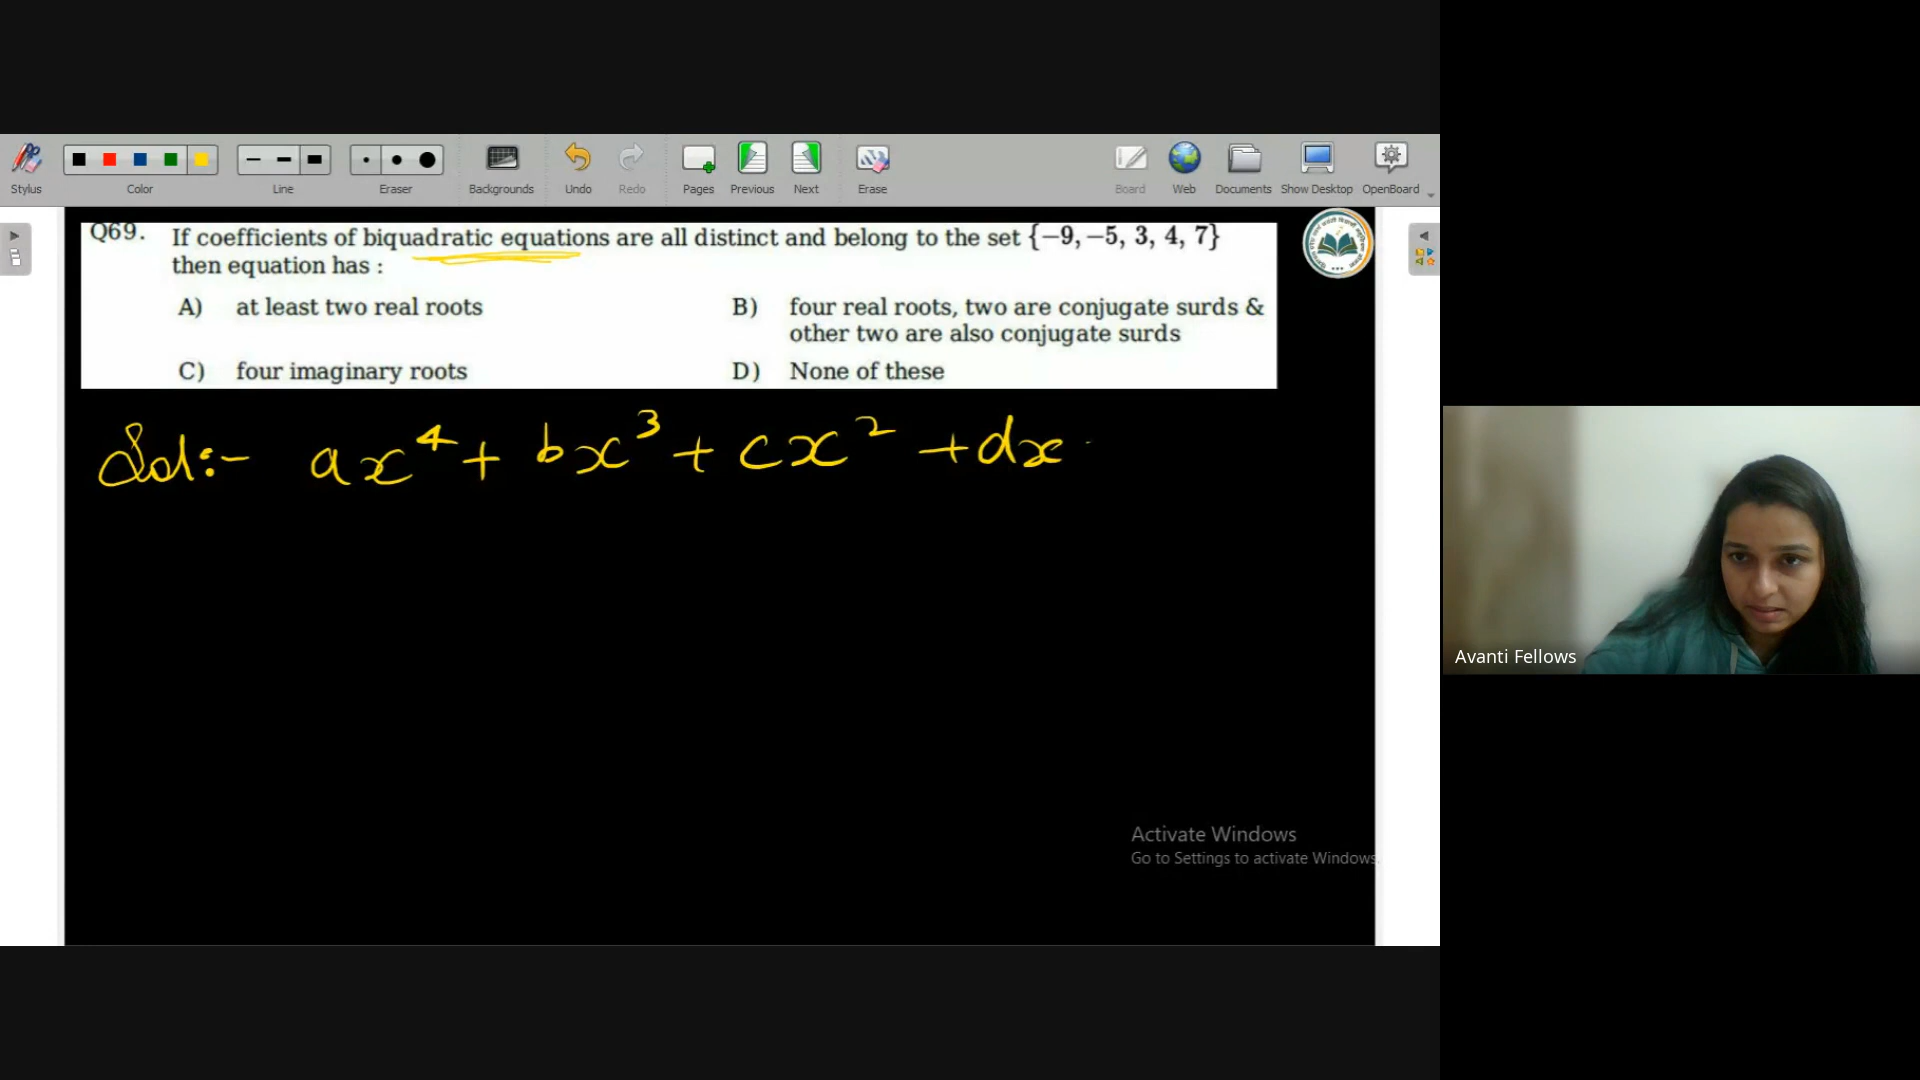 Stylus
Color
Line
Eraser
Backgrounds
Undo
Redo
Pages
Previous
Next
Erase
Board
Web
Documents
Show Desktop
OpenBoard
Q69. If coefficients of biquadratic equations are all distinct and belong to the set {−9, −5, 3, 4, 7}
then equation has :
A) at least two real roots
B) four real roots, two are conjugate surds &
other two are also conjugate surds
C) four imaginary roots
D) None of these
Sol:- ax⁴ + bx³ + cx² + dx
Activate Windows
Go to Settings to activate Windows.
Avanti Fellows